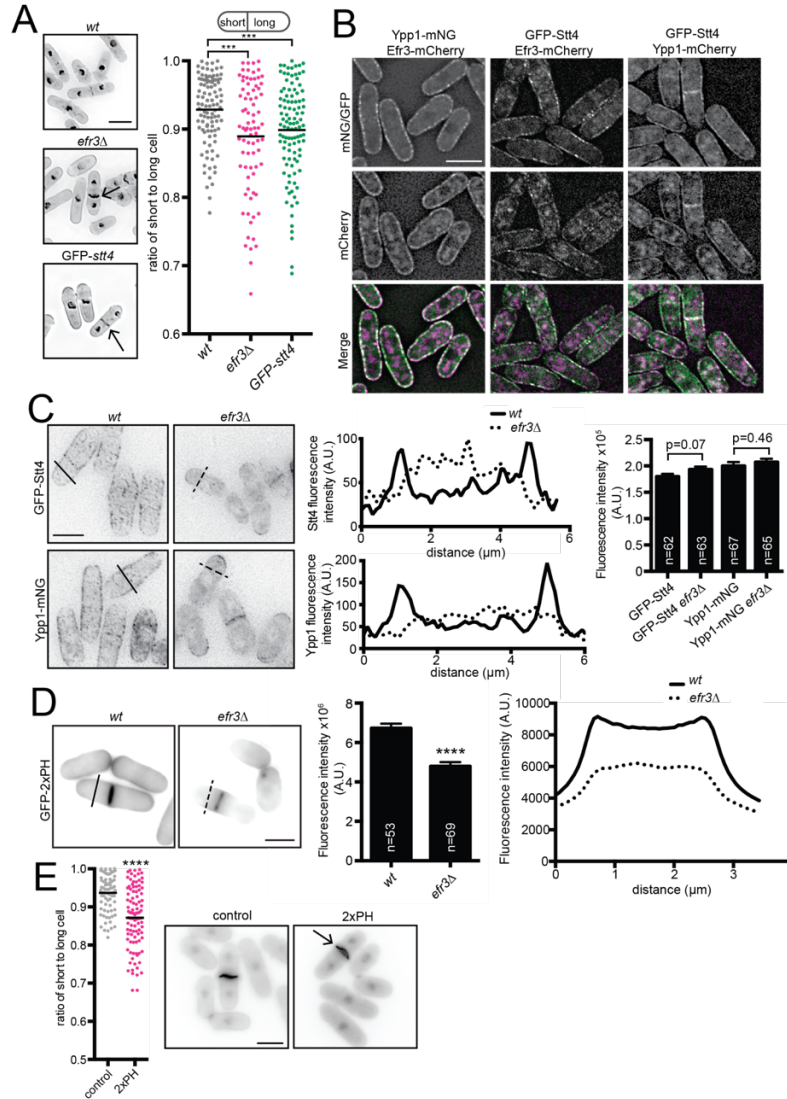 A
wt
efr3Δ
GFP-stt4
short long
***
***
ratio of short to long cell
1.0
0.9
0.8
0.7
0.6
wt
efr3Δ
GFP-stt4
B
Ypp1-mNG
Efr3-mCherry
GFP-Stt4
Efr3-mCherry
GFP-Stt4
Ypp1-mCherry
mNG/GFP
mCherry
Merge
C
wt
efr3Δ
GFP-Stt4
Ypp1-mNG
wt
efr3Δ
Stt4 fluorescence
intensity (A.U.)
100
50
0
0 2 4 6
distance (μm)
Ypp1 fluorescence
intensity (A.U.)
200
150
100
50
0
0 2 4 6
distance (μm)
Fluorescence intensity x10⁵
(A.U.)
2.5
2.0
1.5
1.0
0.5
0
p=0.07
p=0.46
n=62
n=63
n=67
n=65
GFP-Stt4
GFP-Stt4 efr3Δ
Ypp1-mNG
Ypp1-mNG efr3Δ
D
wt
efr3Δ
GFP-2xPH
Fluorescence intensity x10⁶
(A.U.)
8
6
4
2
0
****
n=53
n=69
wt
efr3Δ
wt
efr3Δ
Fluorescence intensity (A.U.)
10000
8000
6000
4000
2000
0
0 1 2 3
distance (μm)
E
****
ratio of short to long cell
1.0
0.9
0.8
0.7
0.6
0.5
control
2xPH
control
2xPH